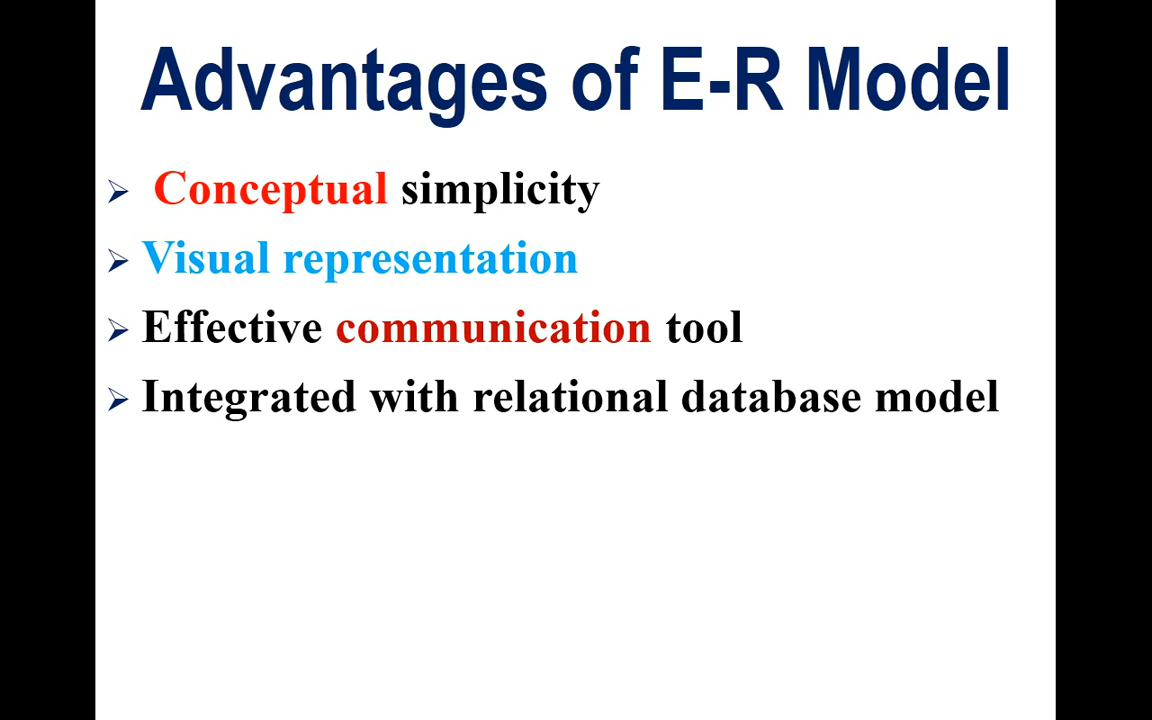 Advantages of E-R Model
➢ Conceptual simplicity
➢ Visual representation
➢ Effective communication tool
➢ Integrated with relational database model